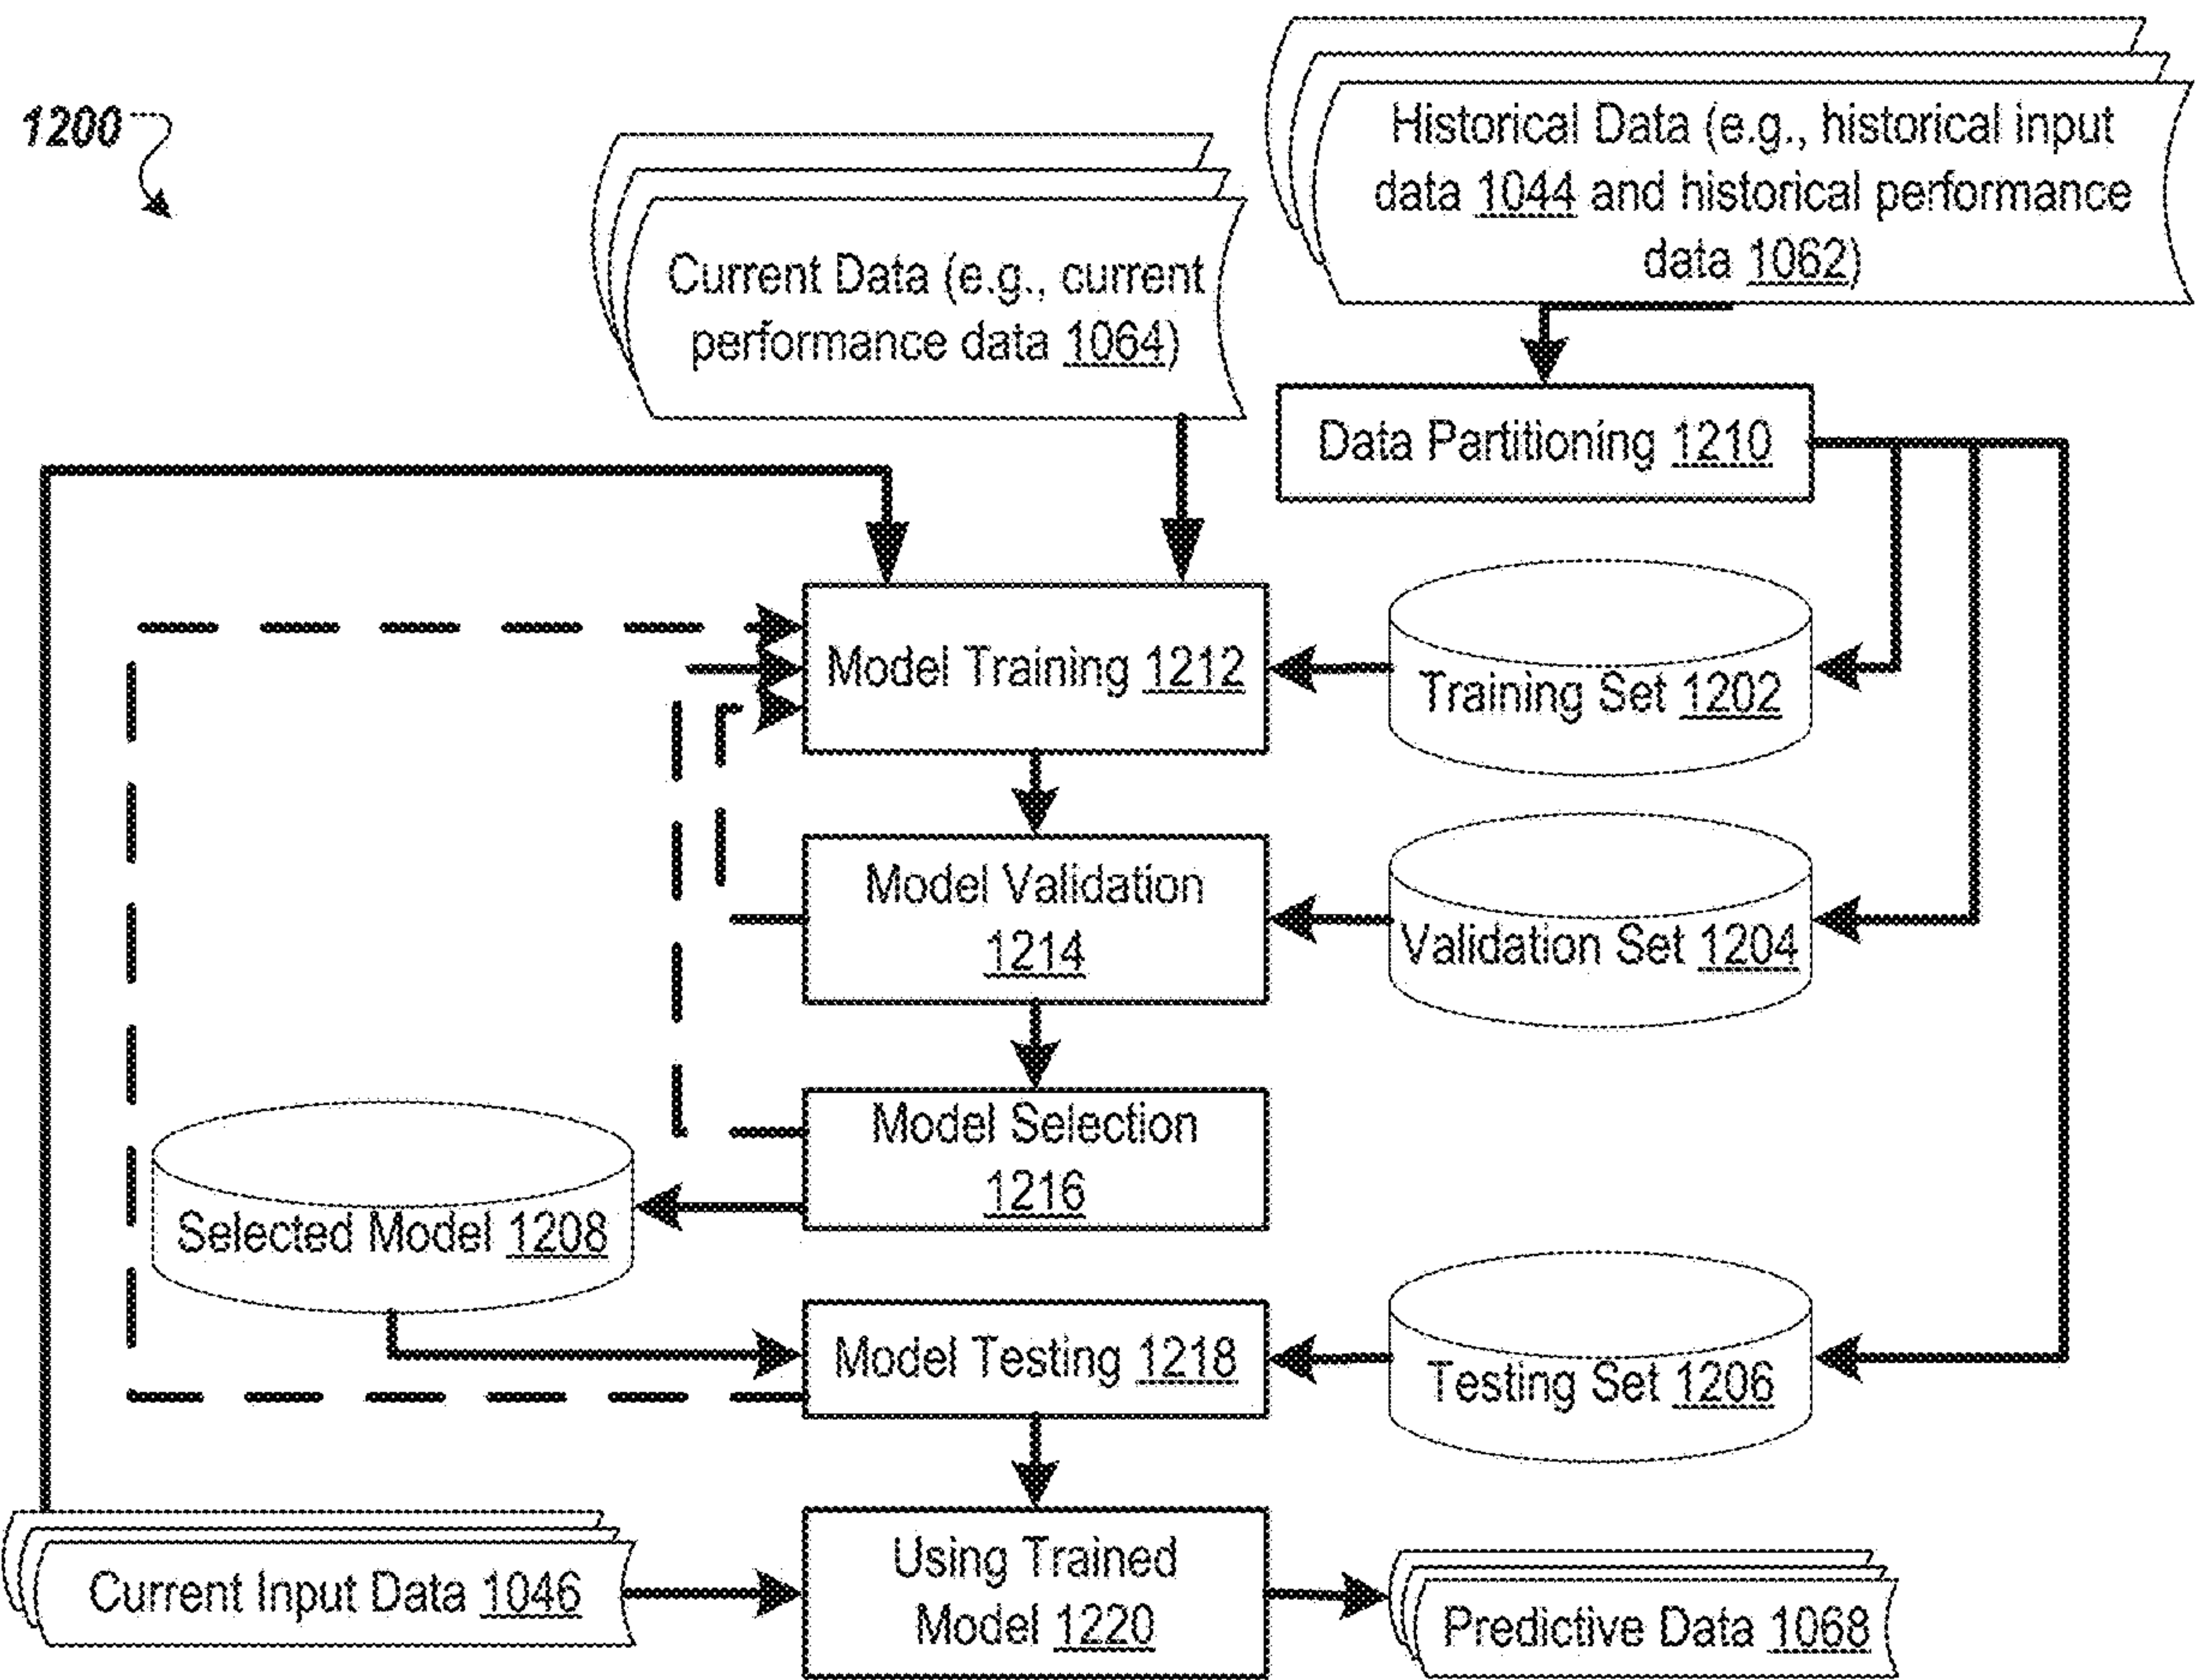 1200
Historical Data (e.g., historical input
data 1044 and historical performance
data 1062)
Current Data (e.g., current
performance data 1064)
Data Partitioning 1210
Model Training 1212
Training Set 1202
Model Validation
1214
Validation Set 1204
Model Selection
1216
Selected Model 1208
Model Testing 1218
Testing Set 1206
Current Input Data 1046
Using Trained
Model 1220
Predictive Data 1068